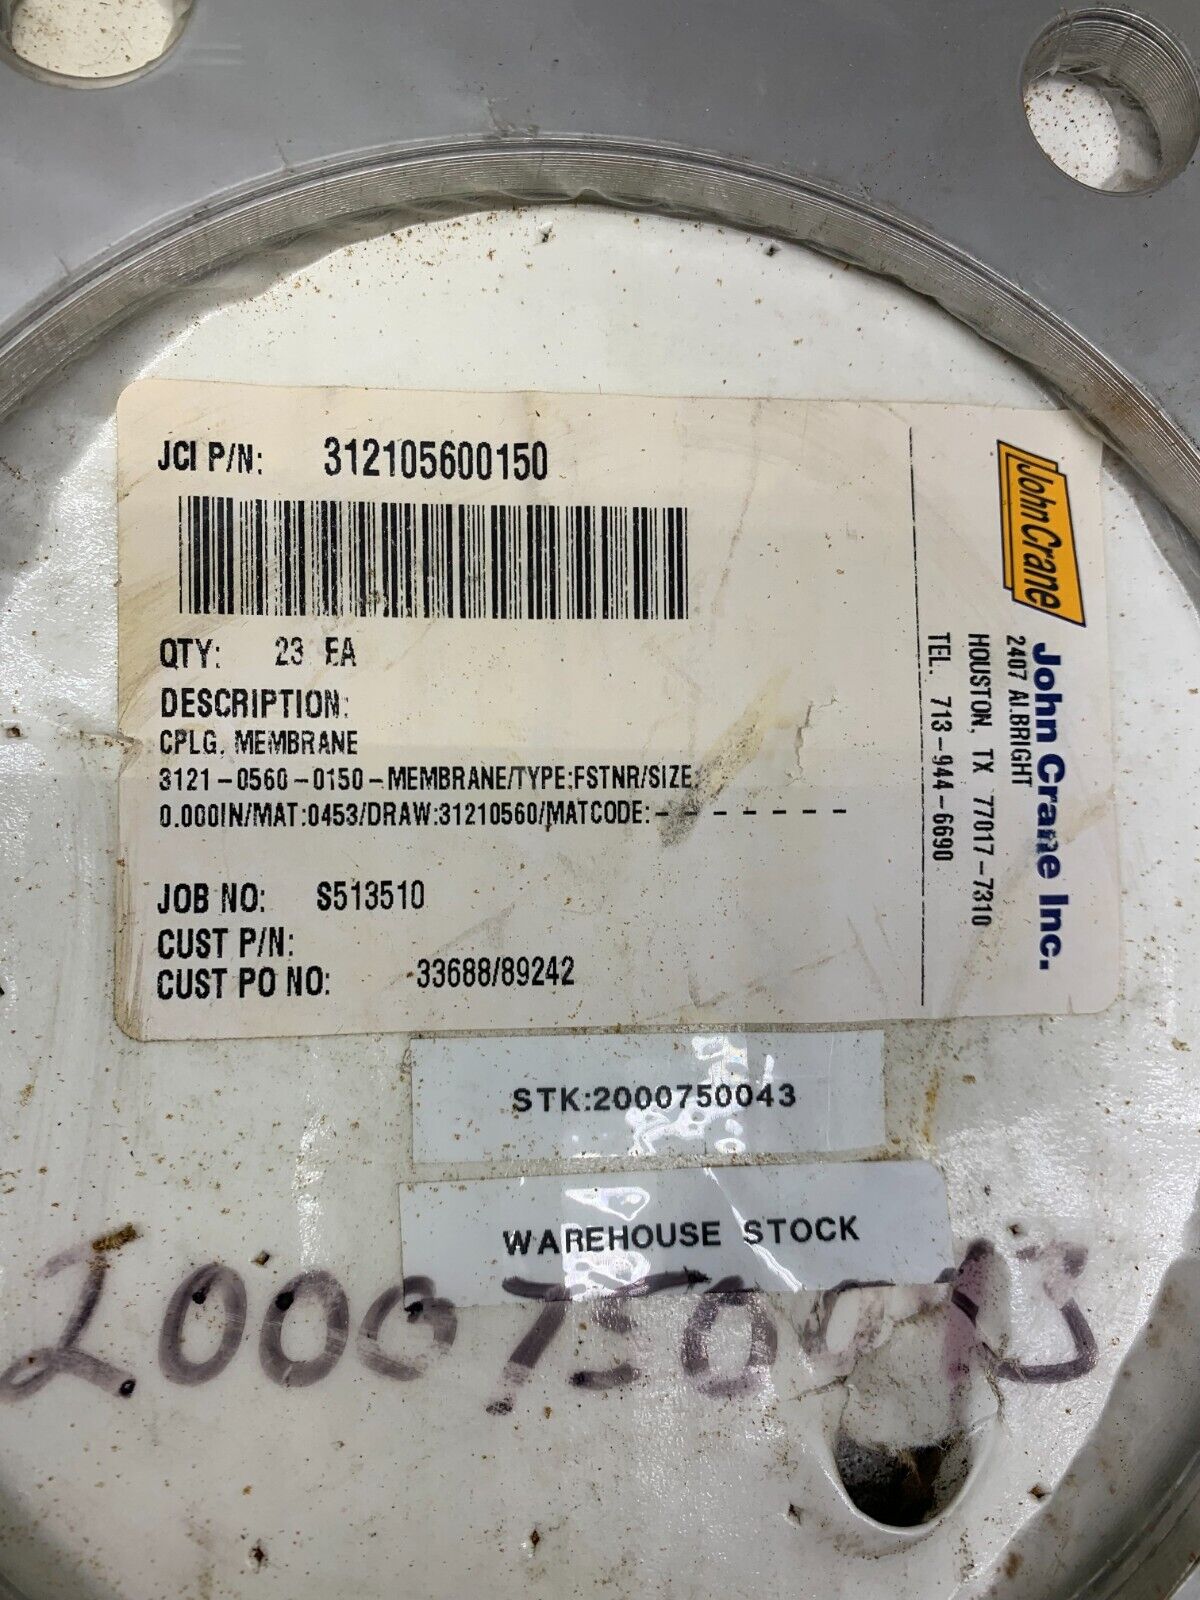 JCI P/N: 312105600150
QTY: 23 EA
DESCRIPTION:
CPLG, MEMBRANE
3121-0560-0150-MEMBRANE/TYPE:FSTNR/SIZE:
0.000IN/MAT:0453/DRAW:31210560/MATCODE:- - - - - - -
JOB NO: S513510
CUST P/N:
CUST PO NO: 33688/89242
John Crane
John Crane Inc.
2407 ALBRIGHT
HOUSTON, TX 77017-7310
TEL. 713-944-6690
STK:2000750043
WAREHOUSE STOCK
2000750043